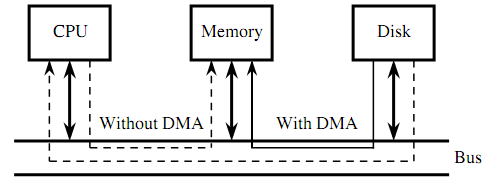 CPU
Memory
Disk
Without DMA
With DMA
Bus